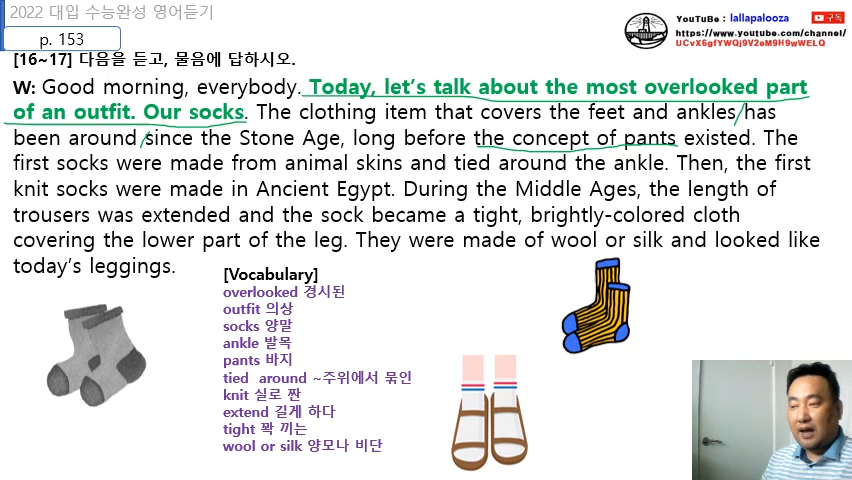 2022 대입 수능완성 영어듣기
p. 153
YouTuBe : lallapalooza
구독
https://www.youtube.com/channel/
UCvX6gfYWQj9V2eM9H9wWELQ
[16~17] 다음을 듣고, 물음에 답하시오.
W: Good morning, everybody. Today, let's talk about the most overlooked part
of an outfit. Our socks. The clothing item that covers the feet and ankles has
been around since the Stone Age, long before the concept of pants existed. The
first socks were made from animal skins and tied around the ankle. Then, the first
knit socks were made in Ancient Egypt. During the Middle Ages, the length of
trousers was extended and the sock became a tight, brightly-colored cloth
covering the lower part of the leg. They were made of wool or silk and looked like
today's leggings.
[Vocabulary]
overlooked 경시된
outfit 의상
socks 양말
ankle 발목
pants 바지
tied around ~주위에서 묶인
knit 실로 짠
extend 길게 하다
tight 꽉 끼는
wool or silk 양모나 비단